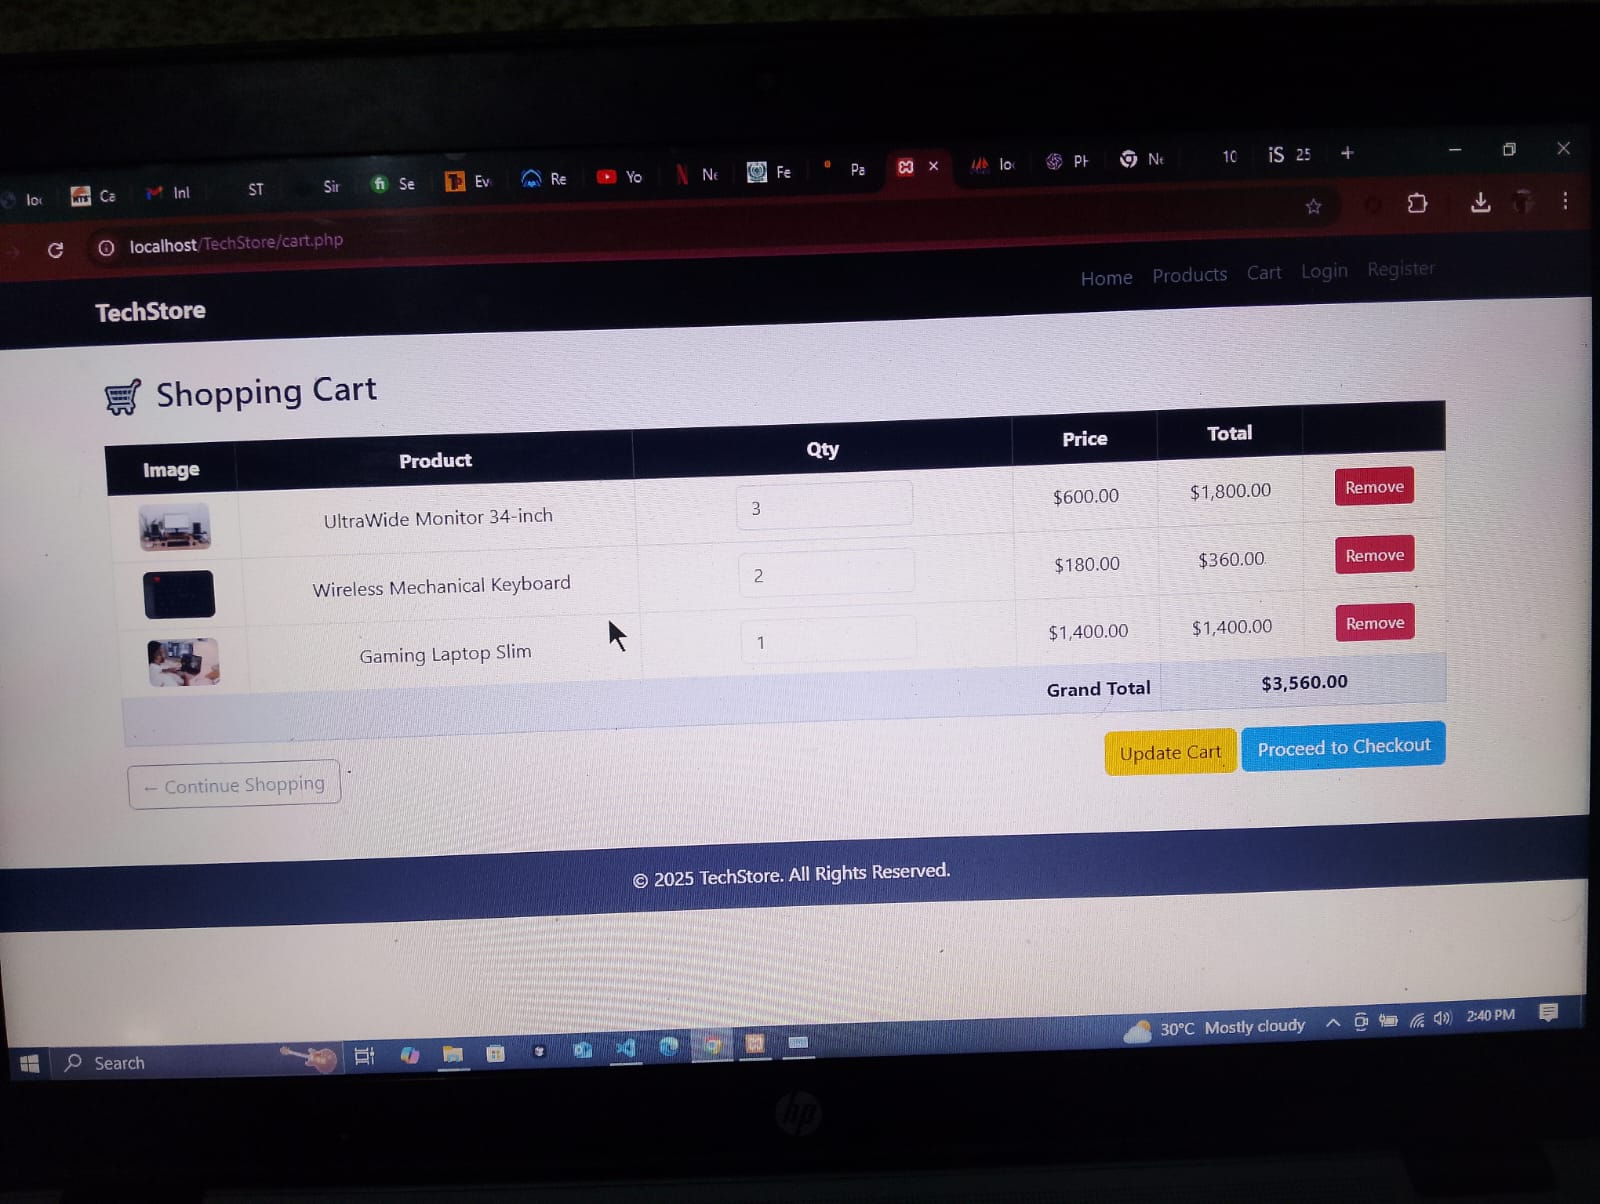 loc Ca Inl ST Sir Se Ev Re Yo Ne Fe Pa loc PH Ne 10 iS 25
localhost/TechStore/cart.php
TechStore Home Products Cart Login Register
Shopping Cart
Image Product Qty Price Total
UltraWide Monitor 34-inch 3 $600.00 $1,800.00 Remove
Wireless Mechanical Keyboard 2 $180.00 $360.00 Remove
Gaming Laptop Slim 1 $1,400.00 $1,400.00 Remove
Grand Total $3,560.00
Update Cart Proceed to Checkout
← Continue Shopping
© 2025 TechStore. All Rights Reserved.
Search 30°C Mostly cloudy 2:40 PM
hp